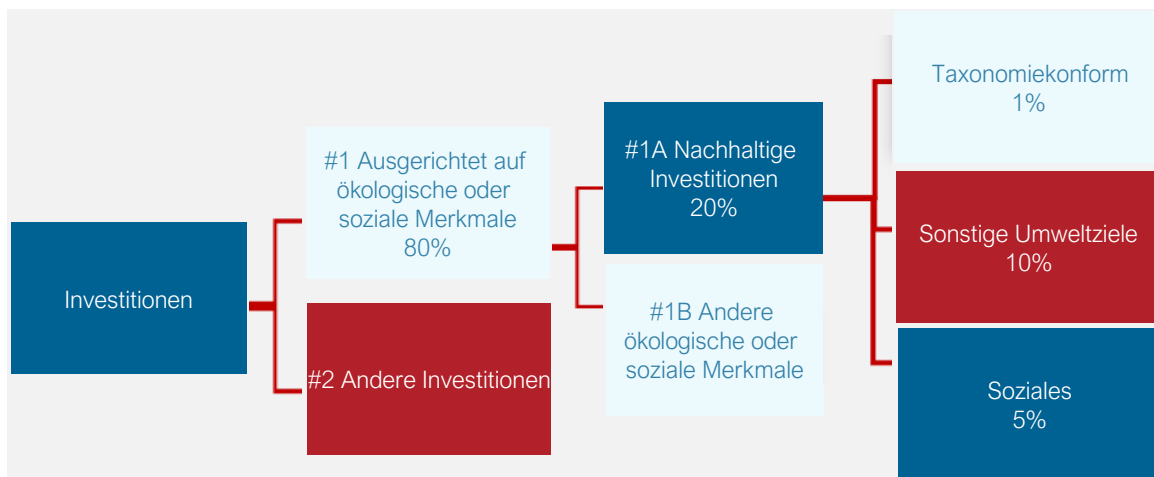 Investitionen
#1 Ausgerichtet auf
ökologische oder
soziale Merkmale
80%
#2 Andere Investitionen
#1A Nachhaltige
Investitionen
20%
#1B Andere
ökologische oder
soziale Merkmale
Taxonomiekonform
1%
Sonstige Umweltziele
10%
Soziales
5%